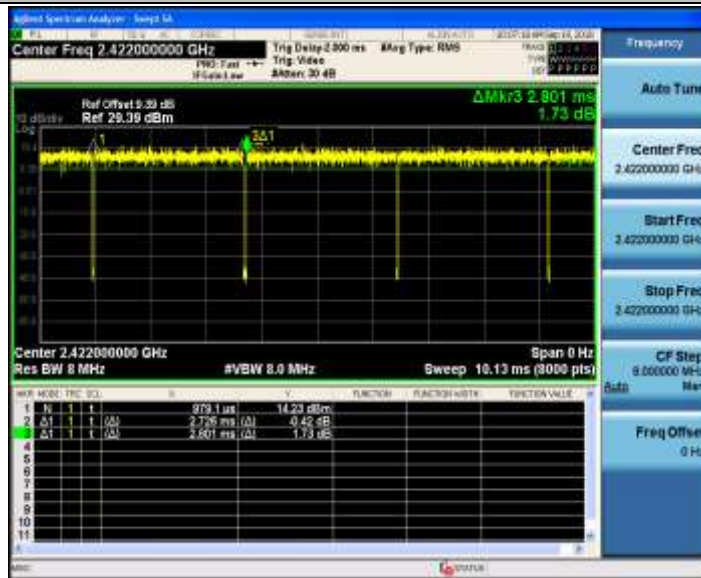 Agilent Spectrum Analyzer - Swept SA
Center Freq 2.422000000 GHz
PNO: Fast
IFGain:Low
Trig Delay-2.000 ms
Trig: Video
#Atten: 30 dB
#Avg Type: RMS
Frequency
Auto Tune
Center Freq
2.422000000 GHz
Start Freq
2.422000000 GHz
Stop Freq
2.422000000 GHz
CF Step
8.000000 MHz
Auto Man
Freq Offset
0 Hz
ΔMkr3 2.801 ms
1.73 dB
Ref Offset 9.39 dB
Ref 29.39 dBm
10 dB/div
Log
1
3Δ1
Center 2.422000000 GHz
Span 0 Hz
Res BW 8 MHz
#VBW 8.0 MHz
Sweep 10.13 ms (8000 pts)
MKR MODE TRC SCL X Y FUNCTION FUNCTION WIDTH FUNCTION VALUE
1 N 1 t 979.1 µs 14.23 dBm
2 Δ1 1 t (Δ) 2.726 ms (Δ) -0.42 dB
3 Δ1 1 t (Δ) 2.801 ms (Δ) 1.73 dB
4
5
6
7
8
9
10
11
MSG
STATUS